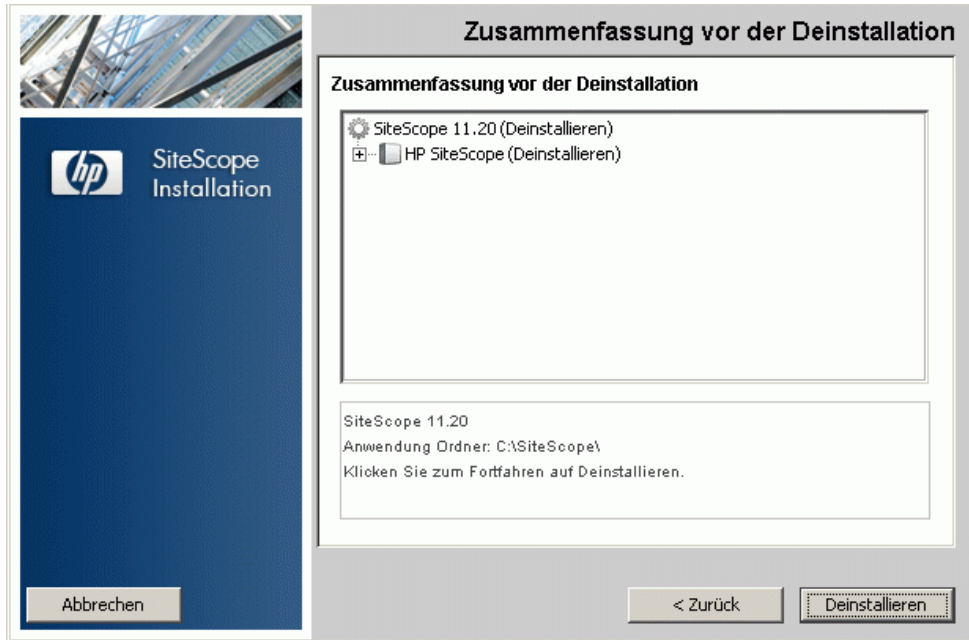 Zusammenfassung vor der Deinstallation
Zusammenfassung vor der Deinstallation
SiteScope 11.20 (Deinstallieren)
HP SiteScope (Deinstallieren)
hp
SiteScope
Installation
SiteScope 11.20
Anwendung Ordner: C:\SiteScope\
Klicken Sie zum Fortfahren auf Deinstallieren.
Abbrechen
< Zurück
Deinstallieren